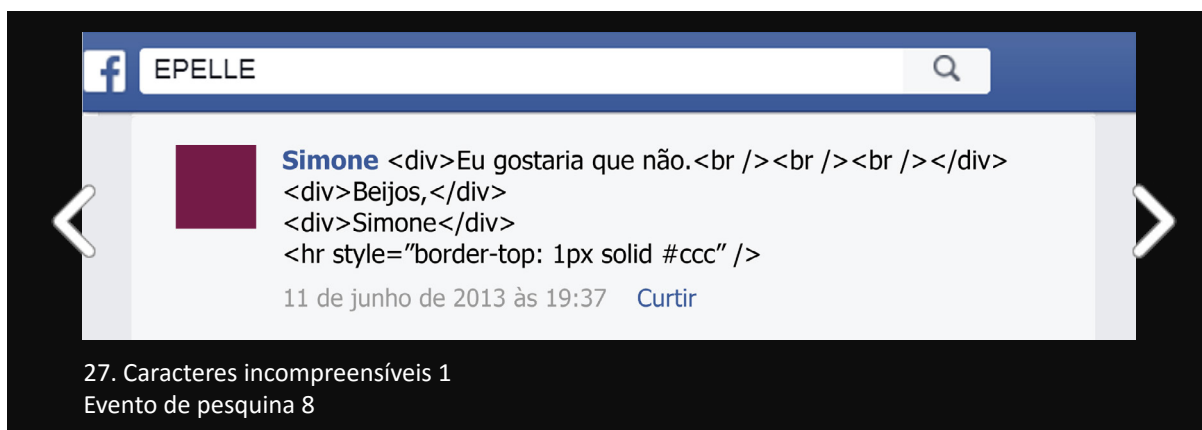 EPELLE
Simone <div>Eu gostaria que não.<br /><br /><br /></div>
<div>Beijos,</div>
<div>Simone</div>
<hr style=”border-top: 1px solid #ccc” />
11 de junho de 2013 às 19:37 Curtir
27. Caracteres incompreensíveis 1
Evento de pesquina 8